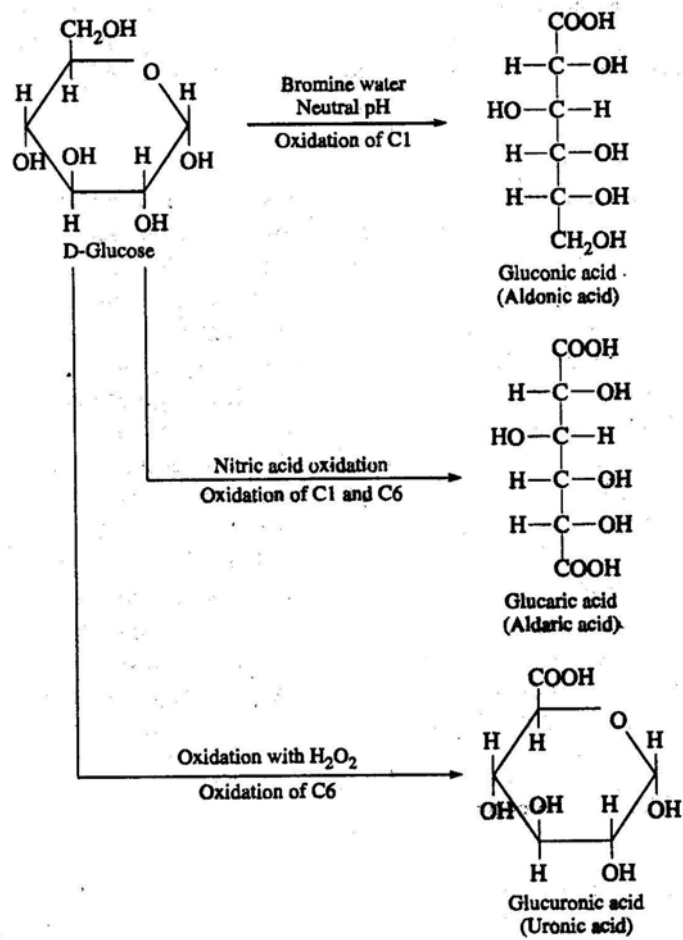 CH₂OH
O
H
H
H
OH
OH
H
OH
H
OH
D-Glucose
Bromine water
Neutral pH
Oxidation of C1
COOH
H—C—OH
HO—C—H
H—C—OH
H—C—OH
CH₂OH
Gluconic acid
(Aldonic acid)
Nitric acid oxidation
Oxidation of C1 and C6
COOH
H—C—OH
HO—C—H
H—C—OH
H—C—OH
COOH
Glucaric acid
(Aldaric acid)
Oxidation with H₂O₂
Oxidation of C6
COOH
O
H
H
H
OH
OH
H
OH
H
OH
Glucuronic acid
(Uronic acid)